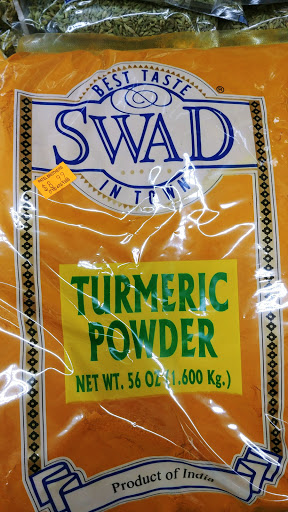 BEST TASTE
®
SWAD
IN TOWN
TURMERIC
POWDER
NET WT. 56 OZ (1.600 Kg.)
Product of India